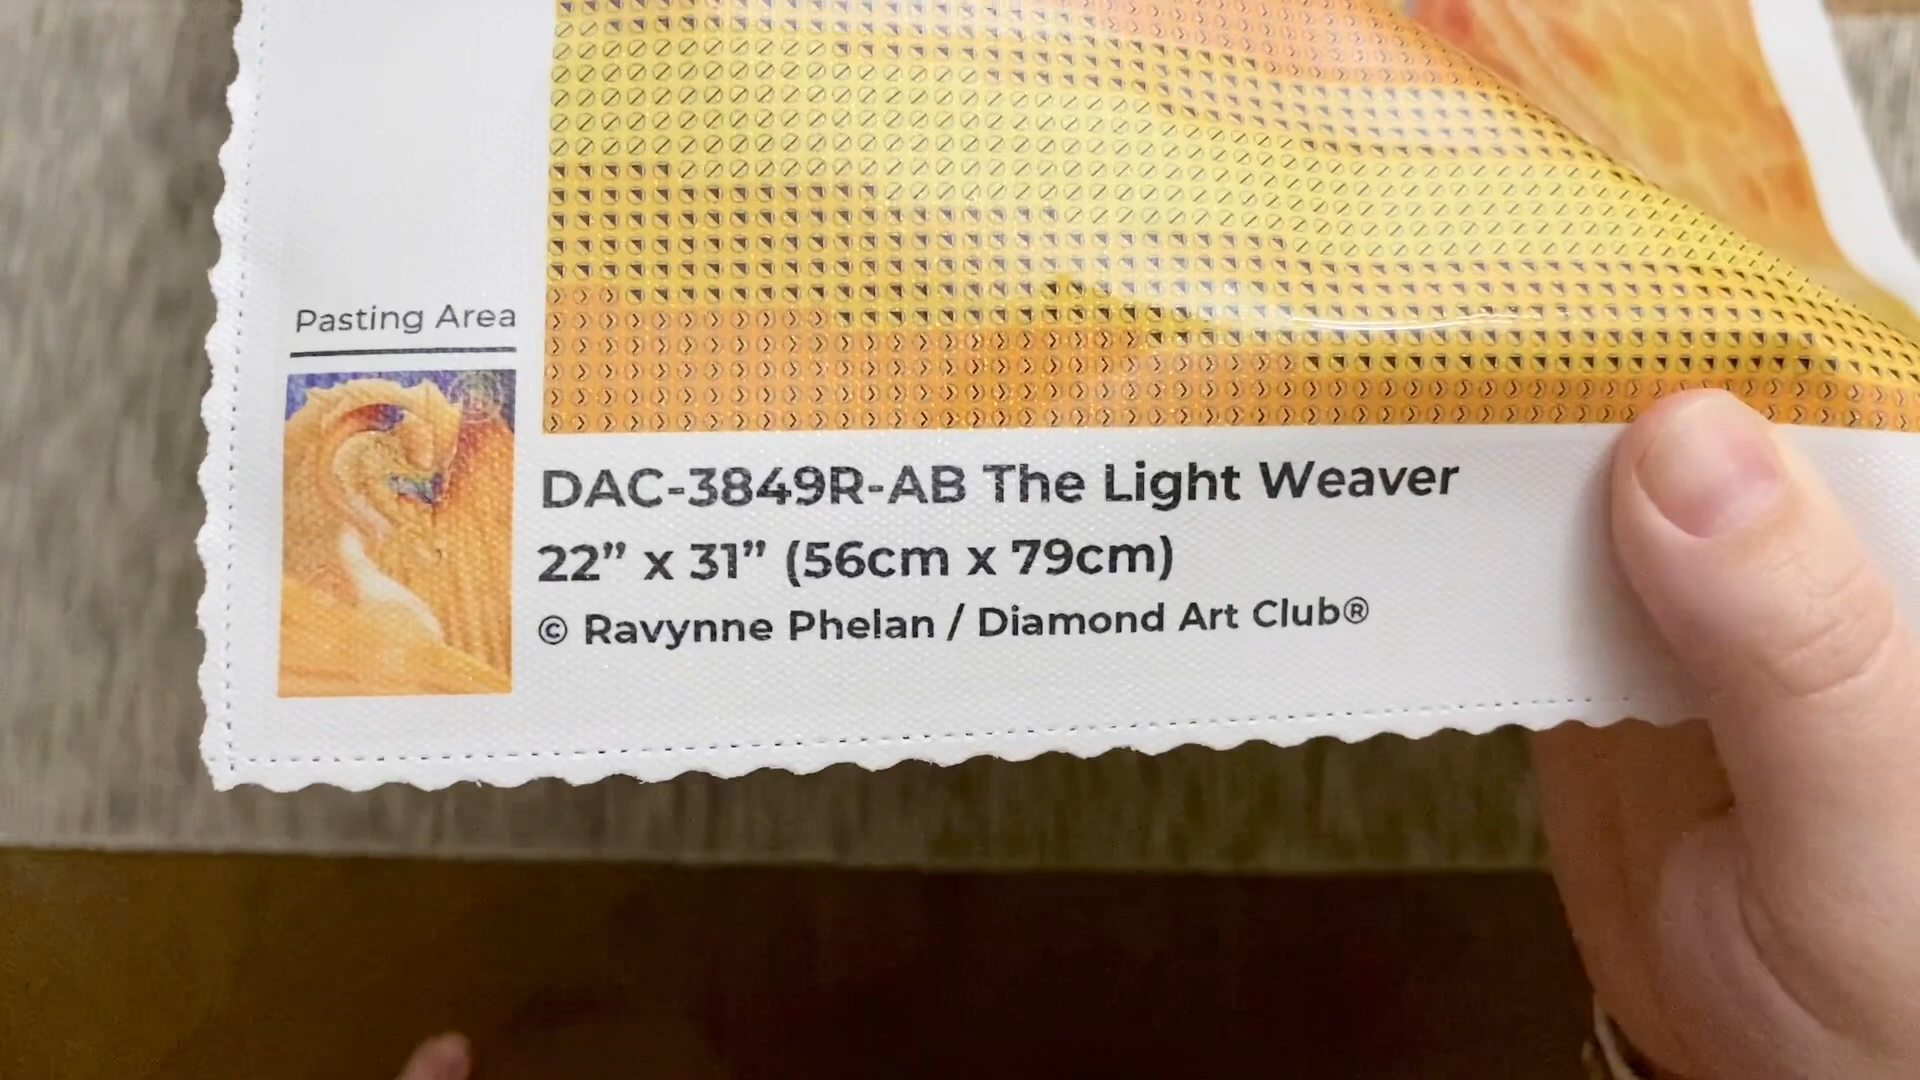 Pasting Area
DAC-3849R-AB The Light Weaver
22” x 31” (56cm x 79cm)
© Ravynne Phelan / Diamond Art Club®